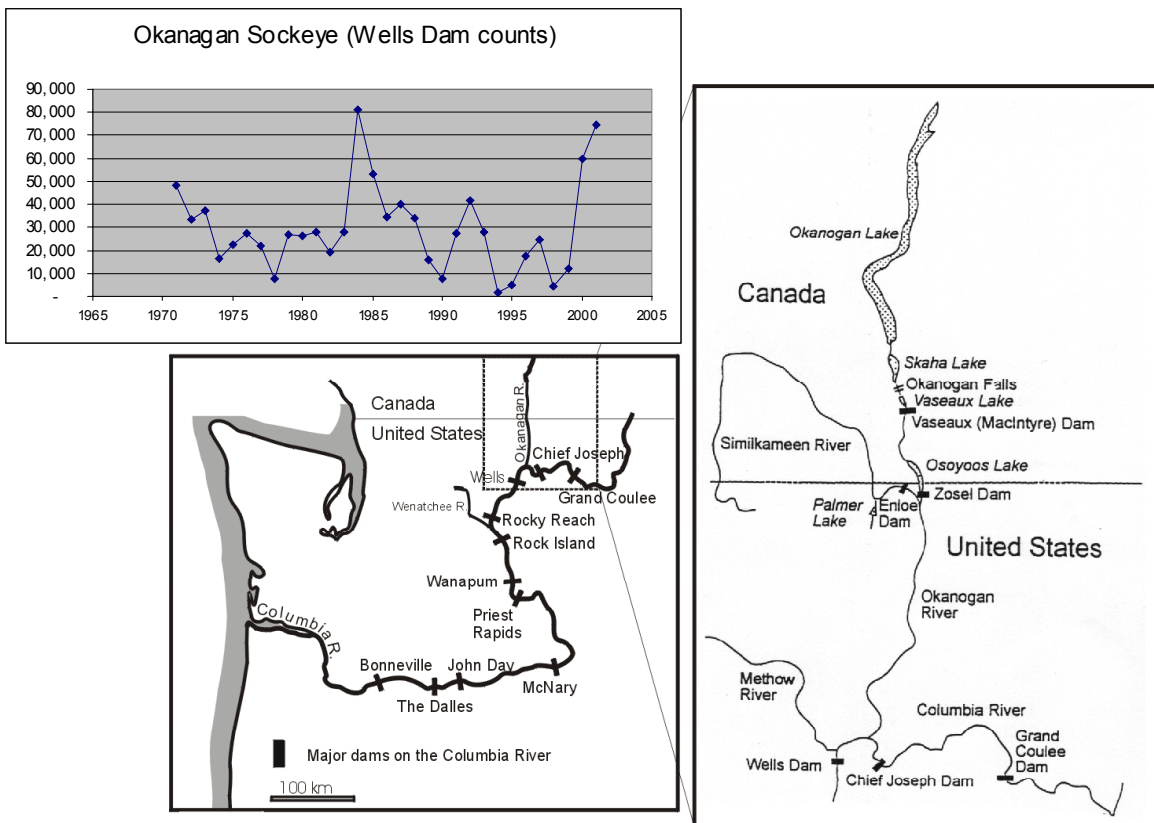 Okanagan Sockeye (Wells Dam counts)
90,000
80,000
70,000
60,000
50,000
40,000
30,000
20,000
10,000
-
1965 1970 1975 1980 1985 1990 1995 2000 2005
Canada
United States
Okanagan R.
Chief Joseph
Wells
Grand Coulee
Wenatchee R.
Rocky Reach
Rock Island
Wanapum
Priest
Rapids
Columbia R.
Bonneville
John Day
McNary
The Dalles
Major dams on the Columbia River
100 km
Okanogan Lake
Canada
Skaha Lake
Okanogan Falls
Vaseaux Lake
Vaseaux (MacIntyre) Dam
Similkameen River
Osoyoos Lake
Zosel Dam
Palmer
Lake
Enloe
Dam
United States
Okanogan
River
Methow
River
Columbia River
Grand
Coulee
Dam
Wells Dam
Chief Joseph Dam